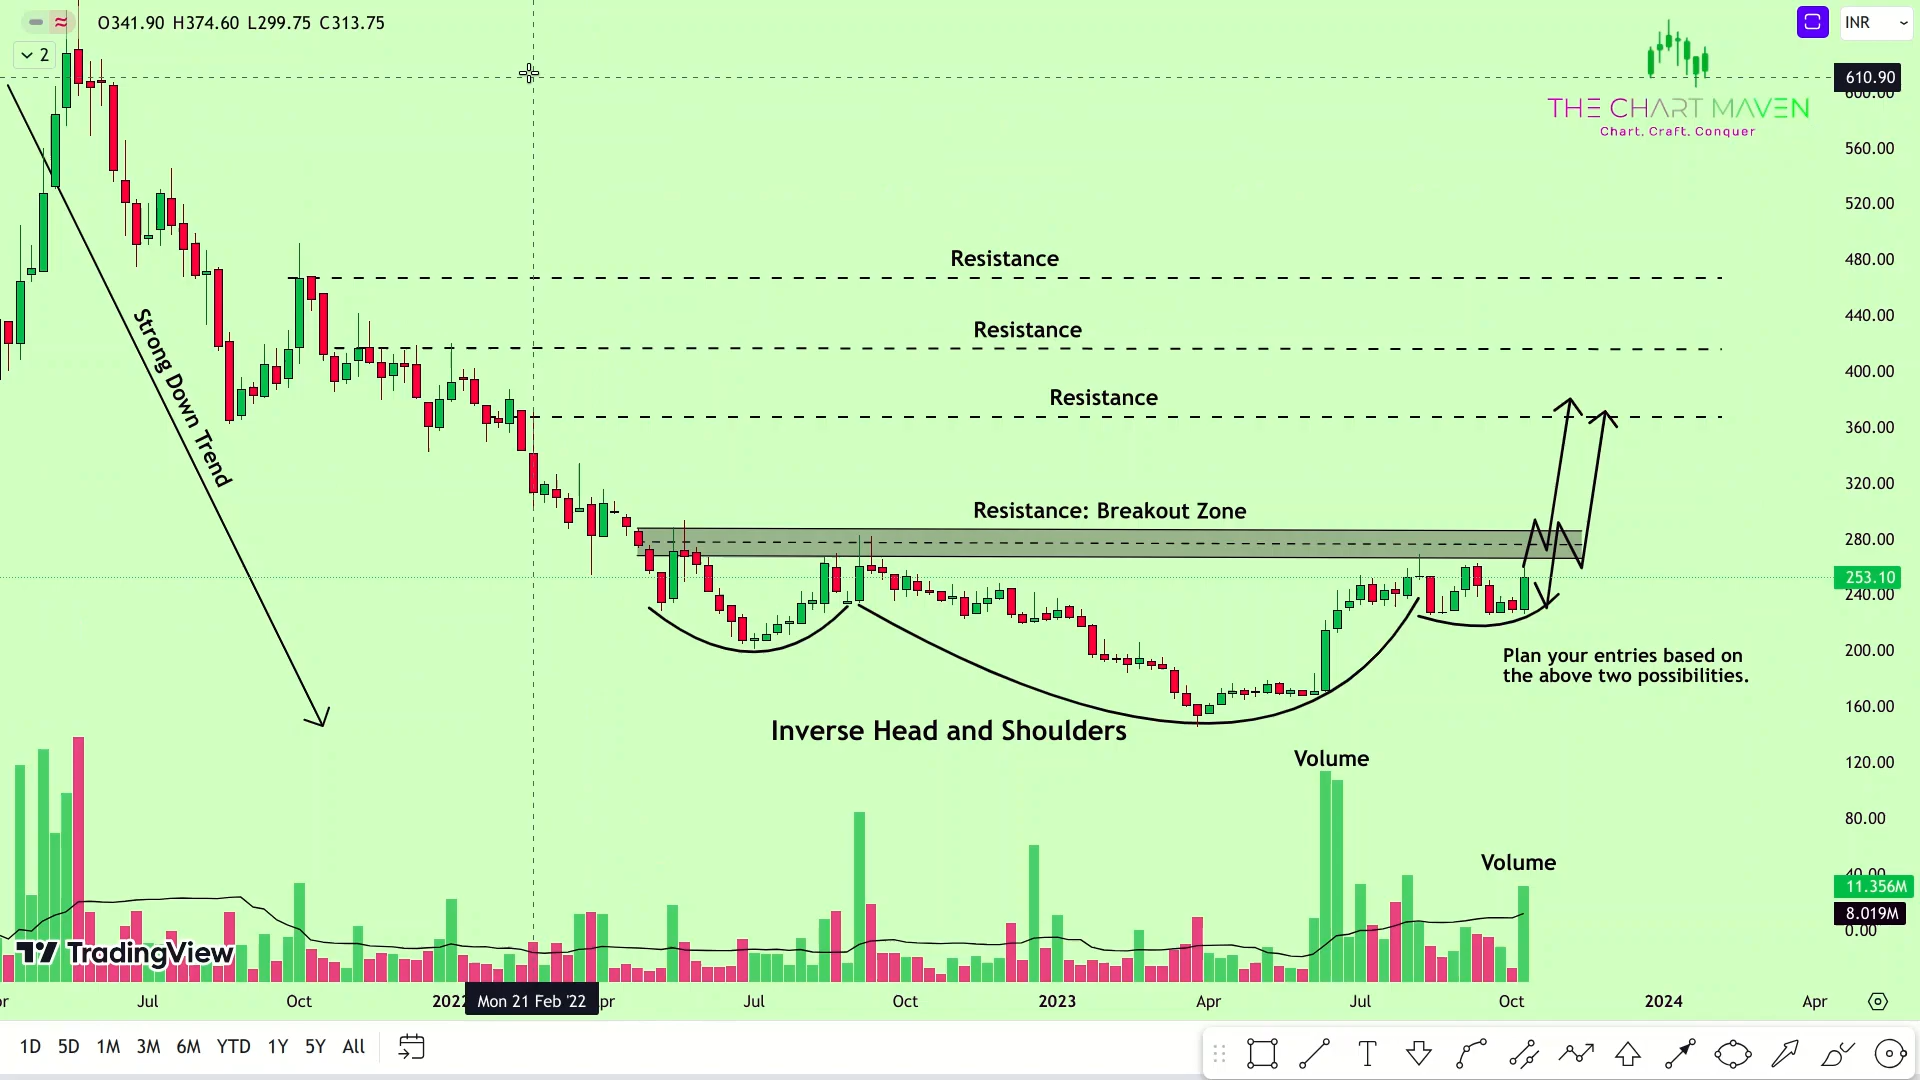 O341.90 H374.60 L299.75 C313.75
INR
2
610.90
600.00
THE CHART MAVEN
Chart. Craft. Conquer
560.00
520.00
480.00
Resistance
440.00
Resistance
400.00
Resistance
360.00
Strong Down Trend
320.00
Resistance: Breakout Zone
280.00
253.10
240.00
200.00
Plan your entries based on
the above two possibilities.
160.00
Inverse Head and Shoulders
Volume
120.00
80.00
Volume
40.00
11.356M
8.019M
0.00
TradingView
Jul Oct 2022 Mon 21 Feb '22 pr Jul Oct 2023 Apr Jul Oct 2024 Apr
1D 5D 1M 3M 6M YTD 1Y 5Y All